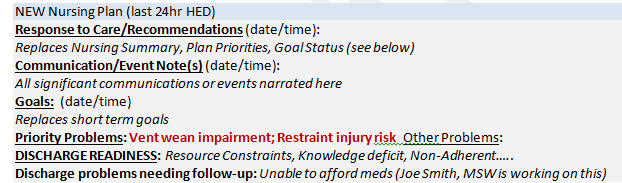 NEW Nursing Plan (last 24hr HED)
Response to Care/Recommendations (date/time):
Replaces Nursing Summary, Plan Priorities, Goal Status (see below)
Communication/Event Note(s) (date/time):
All significant communications or events narrated here
Goals: (date/time)
Replaces short term goals
Priority Problems: Vent wean impairment; Restraint injury risk Other Problems:
DISCHARGE READINESS: Resource Constraints, Knowledge deficit, Non-Adherent.....
Discharge problems needing follow-up: Unable to afford meds (Joe Smith, MSW is working on this)